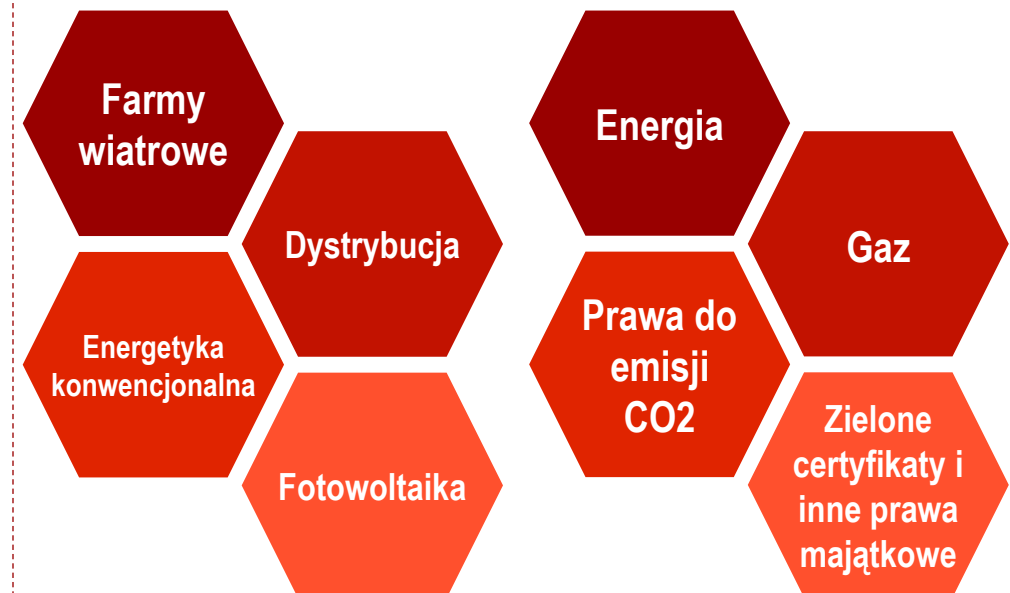 Farmy
wiatrowe
Dystrybucja
Energetyka
konwencjonalna
Fotowoltaika
Energia
Gaz
Prawa do
emisji
CO2
Zielone
certyfikaty i
inne prawa
majątkowe